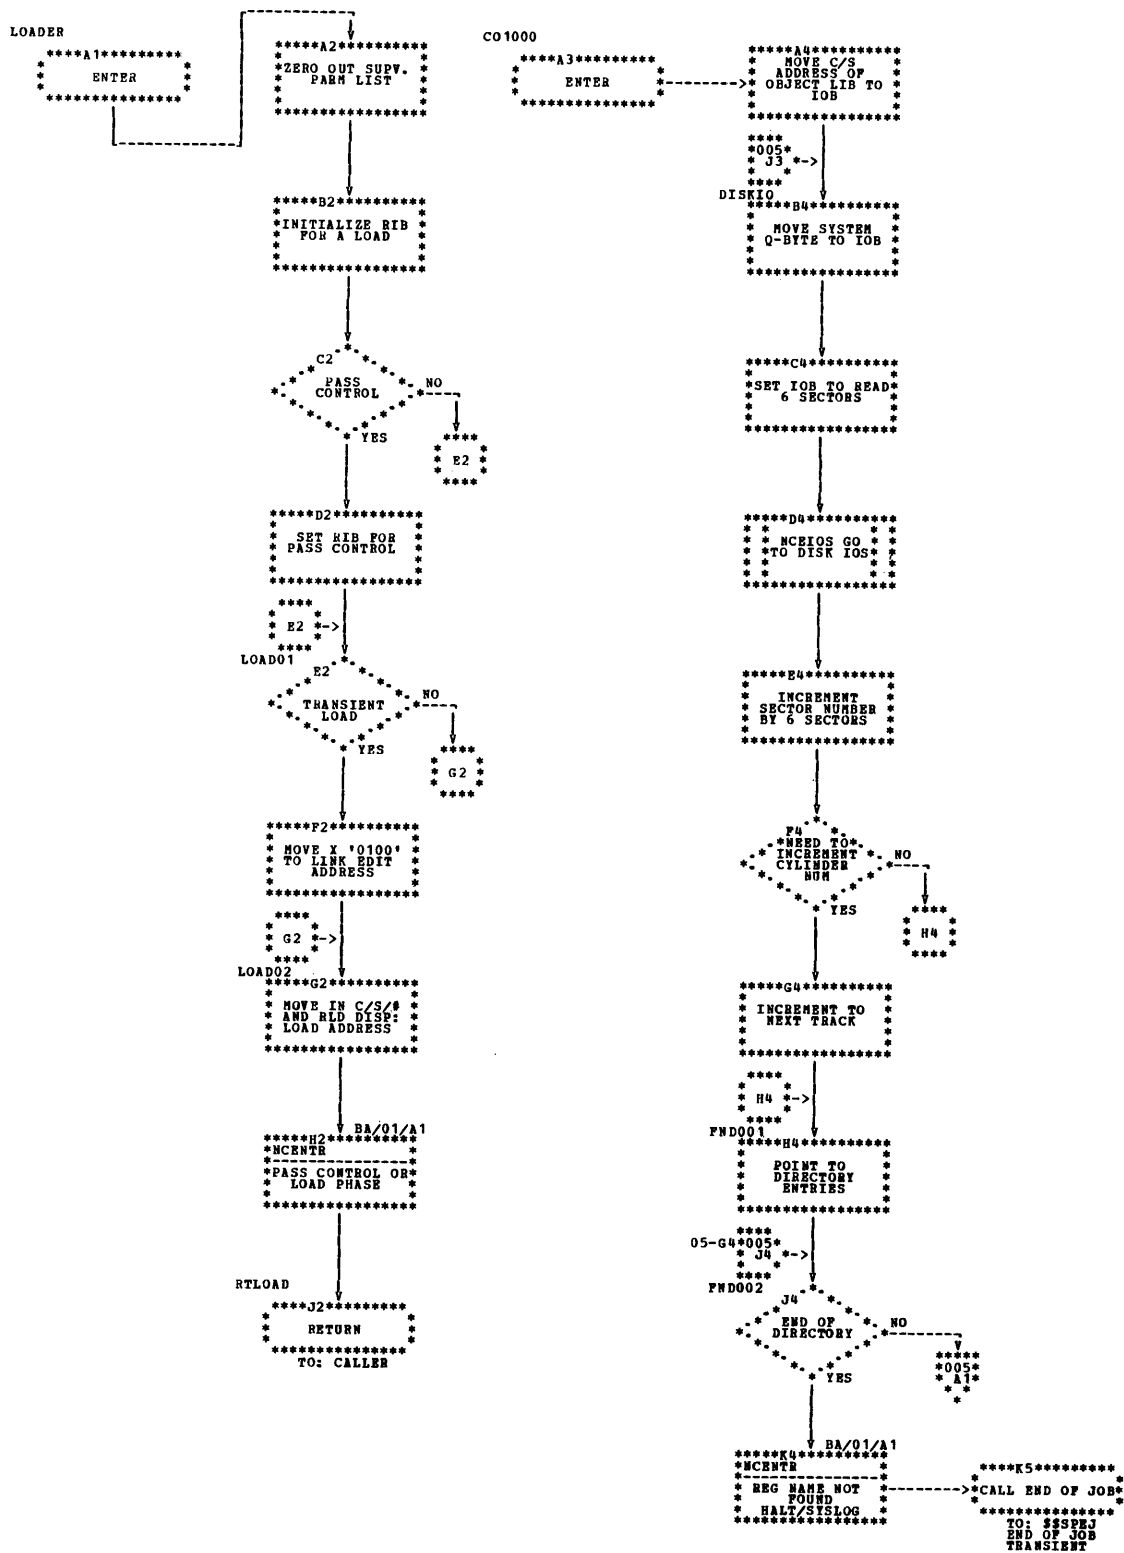 LOADER
A1
ENTER
A2
ZERO OUT SUPV.
PARM LIST
B2
INITIALIZE RIB
FOR A LOAD
C2
PASS
CONTROL
NO
E2
YES
D2
SET RIB FOR
PASS CONTROL
E2
LOAD01
E2
TRANSIENT
LOAD
NO
G2
YES
F2
MOVE X '0100'
TO LINK EDIT
ADDRESS
G2
LOAD02
G2
MOVE IN C/S/#
AND RLD DISP:
LOAD ADDRESS
BA/01/A1
H2
NCENTR
PASS CONTROL OR
LOAD PHASE
RTLOAD
J2
RETURN
TO: CALLER
CO1000
A3
ENTER
A4
MOVE C/S
ADDRESS OF
OBJECT LIB TO
IOB
005
J3
DISKIO
B4
MOVE SYSTEM
Q-BYTE TO IOB
C4
SET IOB TO READ
6 SECTORS
D4
NCEIOS GO
TO DISK IOS
E4
INCREMENT
SECTOR NUMBER
BY 6 SECTORS
F4
NEED TO
INCREMENT
CYLINDER
NUM
NO
H4
YES
G4
INCREMENT TO
NEXT TRACK
H4
FND001
H4
POINT TO
DIRECTORY
ENTRIES
05-G4 005
J4
FND002
J4
END OF
DIRECTORY
NO
005
A1
YES
BA/01/A1
K4
NCENTR
REG NAME NOT
FOUND
HALT/SYSLOG
K5
CALL END OF JOB
TO: $$SPEJ
END OF JOB
TRANSIENT